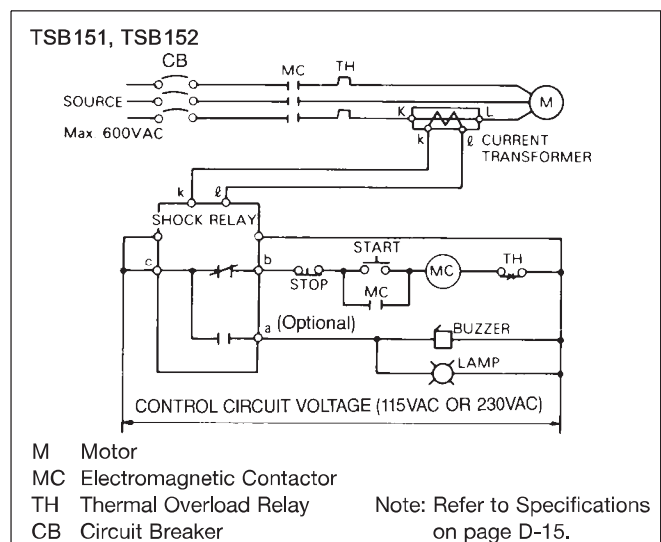 TSB151, TSB152
CB
MC
TH
SOURCE
M
Max. 600VAC
K
L
k
ℓ
CURRENT
TRANSFORMER
k
ℓ
SHOCK RELAY
START
c
b
MC
TH
STOP
MC
a (Optional)
BUZZER
LAMP
CONTROL CIRCUIT VOLTAGE (115VAC OR 230VAC)
M Motor
MC Electromagnetic Contactor
TH Thermal Overload Relay
Note: Refer to Specifications
CB Circuit Breaker
on page D-15.